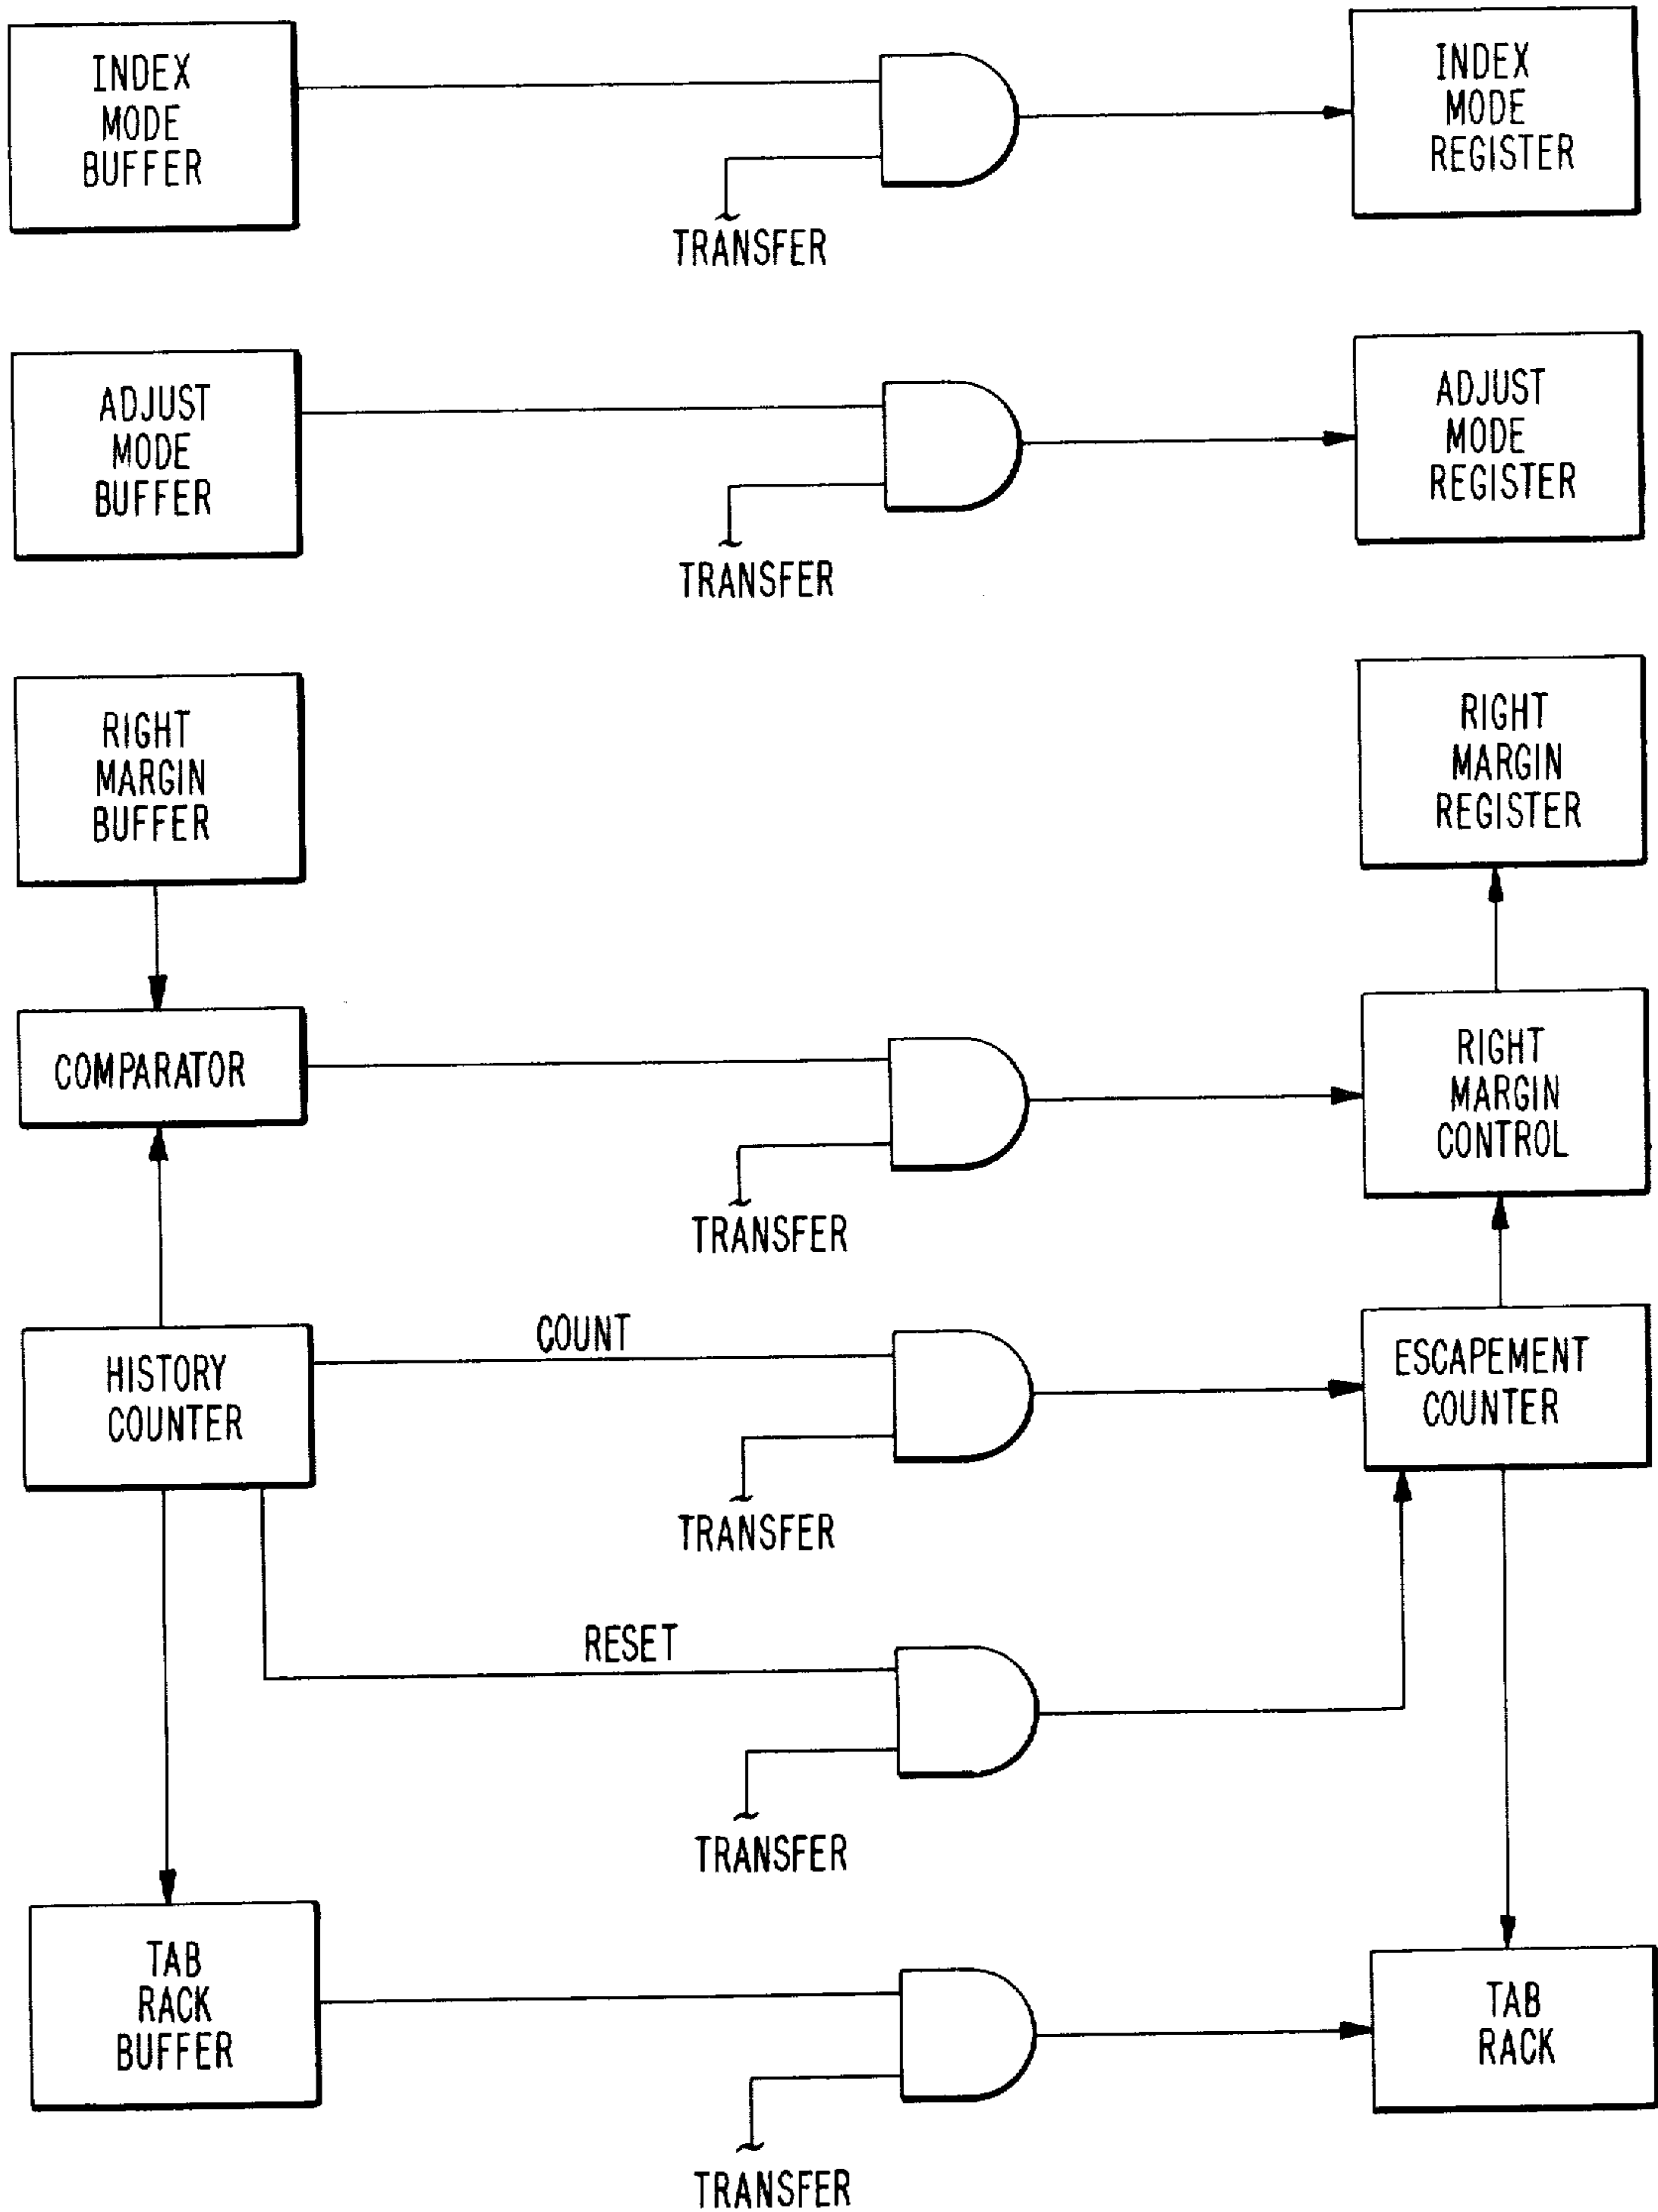 INDEX
MODE
BUFFER
TRANSFER
INDEX
MODE
REGISTER
ADJUST
MODE
BUFFER
TRANSFER
ADJUST
MODE
REGISTER
RIGHT
MARGIN
BUFFER
RIGHT
MARGIN
REGISTER
COMPARATOR
TRANSFER
RIGHT
MARGIN
CONTROL
HISTORY
COUNTER
COUNT
TRANSFER
ESCAPEMENT
COUNTER
RESET
TRANSFER
TAB
RACK
BUFFER
TRANSFER
TAB
RACK